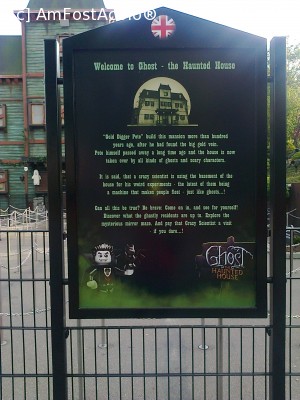 (c) AmFostAcolo®
Welcome to Ghost - the Haunted House
"Gold Digger Pete" build this mansion more than hundred
years ago, after he had found the big gold vein.
Pete himself passed away a long time ago and the house is now
taken over by all kinds of ghosts and scary characters.
It is said, that a crazy scientist is using the basement of the
house for his weird experiments - the latest of them being
a machine that makes people float - just like ghosts...!
Can all this be true? Be brave: Come on in, and see for yourself!
Discover what the ghostly residents are up to. Explore the
mysterious mirror maze. And pay that Crazy Scientist a visit
if you dare...!
Ghost
THE
HAUNTED
HOUSE